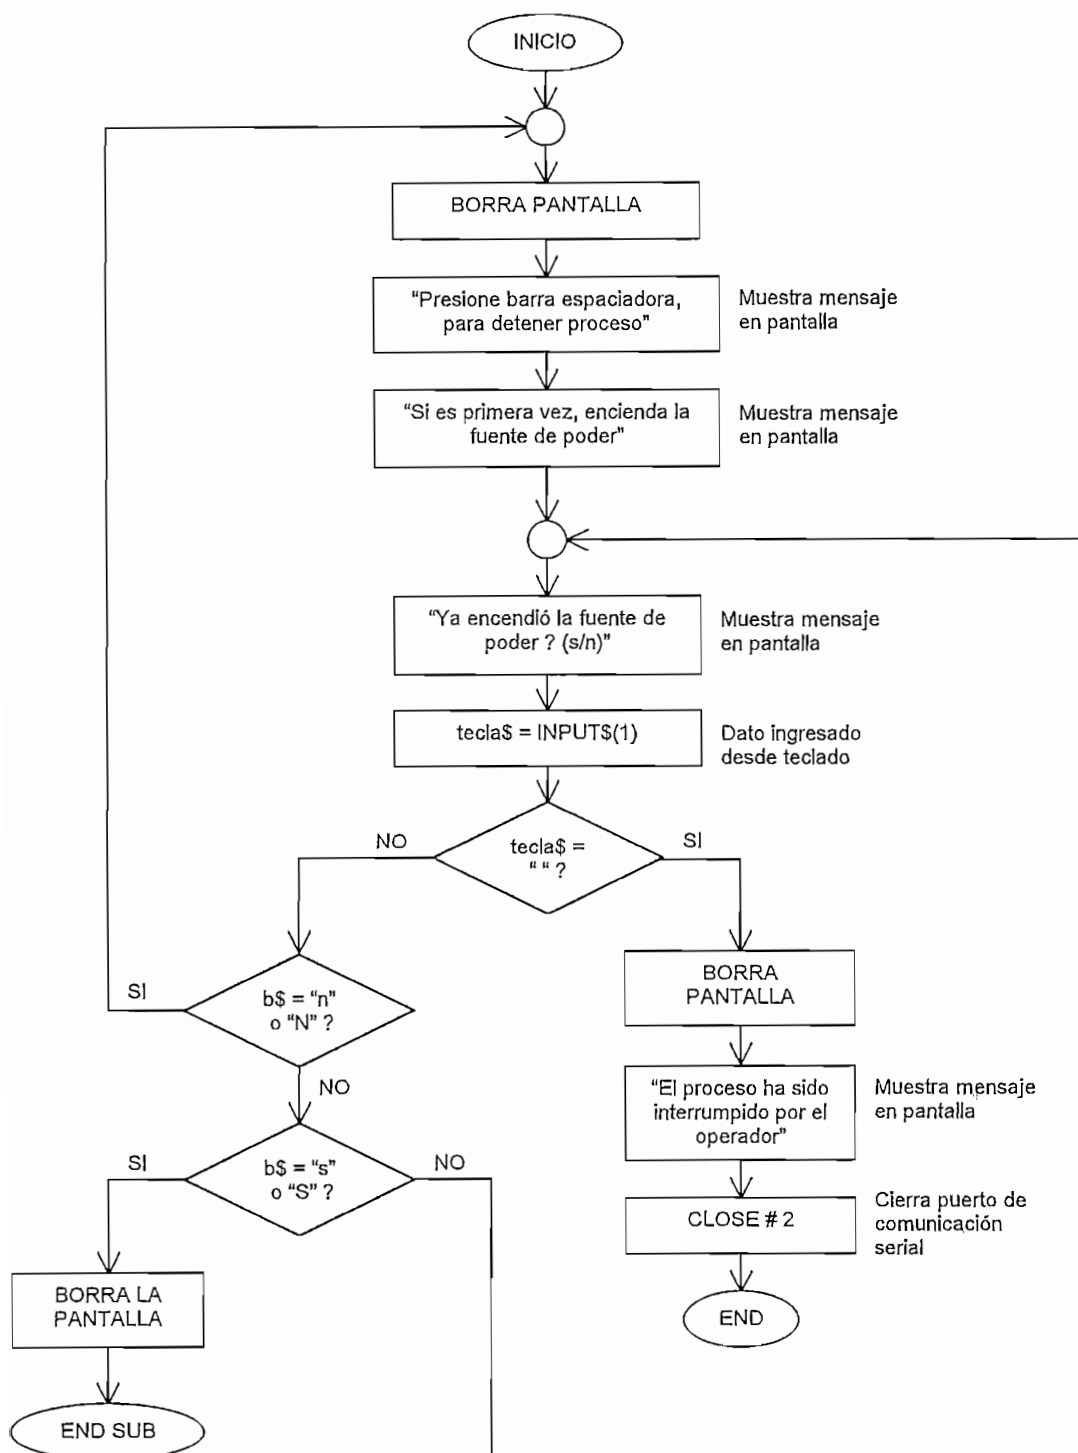 INICIO
BORRA PANTALLA
“Presione barra espaciadora,
para detener proceso”
Muestra mensaje
en pantalla
“Si es primera vez, encienda la
fuente de poder”
Muestra mensaje
en pantalla
“Ya encendió la fuente de
poder ? (s/n)”
Muestra mensaje
en pantalla
tecla$ = INPUT$(1)
Dato ingresado
desde teclado
NO
tecla$ =
“ “ ?
SI
SI
b$ = “n”
o “N” ?
NO
BORRA
PANTALLA
“El proceso ha sido
interrumpido por el
operador”
Muestra mensaje
en pantalla
SI
b$ = “s”
o “S” ?
NO
CLOSE # 2
Cierra puerto de
comunicación
serial
BORRA LA
PANTALLA
END
END SUB